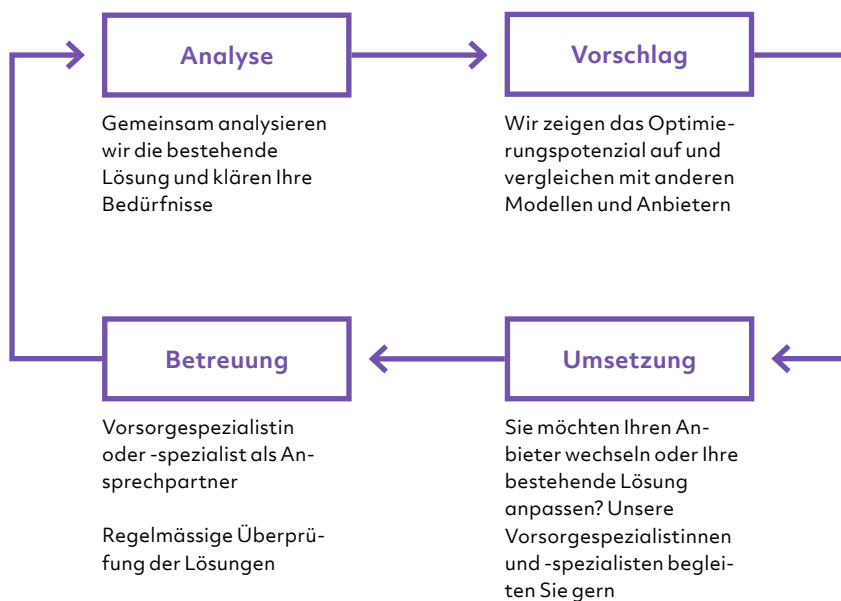 Analyse
Gemeinsam analysieren
wir die bestehende
Lösung und klären Ihre
Bedürfnisse
Vorschlag
Wir zeigen das Optimie-
rungspotenzial auf und
vergleichen mit anderen
Modellen und Anbietern
Umsetzung
Sie möchten Ihren An-
bieter wechseln oder Ihre
bestehende Lösung
anpassen? Unsere
Vorsorgespezialistinnen
und -spezialisten beglei-
ten Sie gern
Betreuung
Vorsorgespezialistin
oder -spezialist als An-
sprechpartner
Regelmässige Überprü-
fung der Lösungen